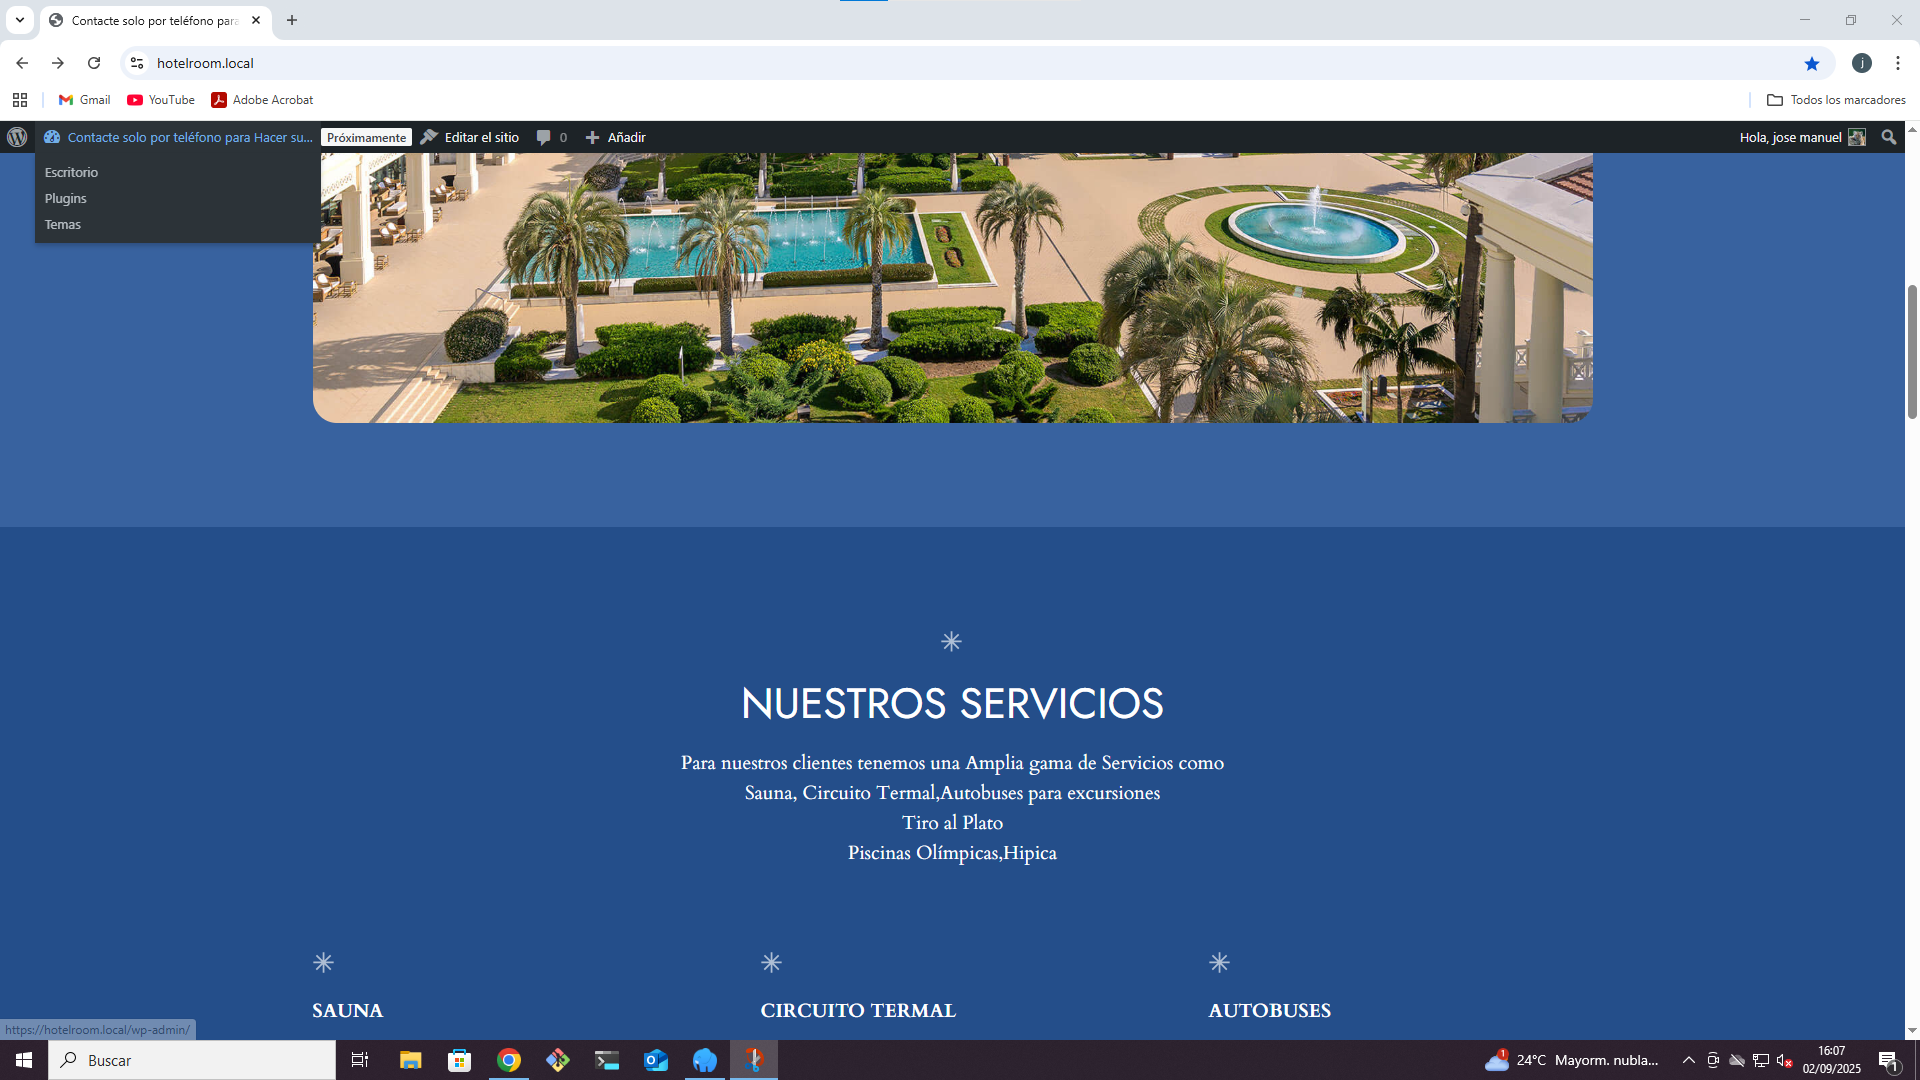 Contacte solo por teléfono para
hotelroom.local
Gmail
YouTube
Adobe Acrobat
Todos los marcadores
Contacte solo por teléfono para Hacer su...
Próximamente
Editar el sitio
0
Añadir
Hola, jose manuel
Escritorio
Plugins
Temas
NUESTROS SERVICIOS
Para nuestros clientes tenemos una Amplia gama de Servicios como
Sauna, Circuito Termal,Autobuses para excursiones
Tiro al Plato
Piscinas Olímpicas,Hipica
SAUNA
CIRCUITO TERMAL
AUTOBUSES
https://hotelroom.local/wp-admin/
Buscar
1
24°C Mayorm. nubla...
16:07
02/09/2025
1
j